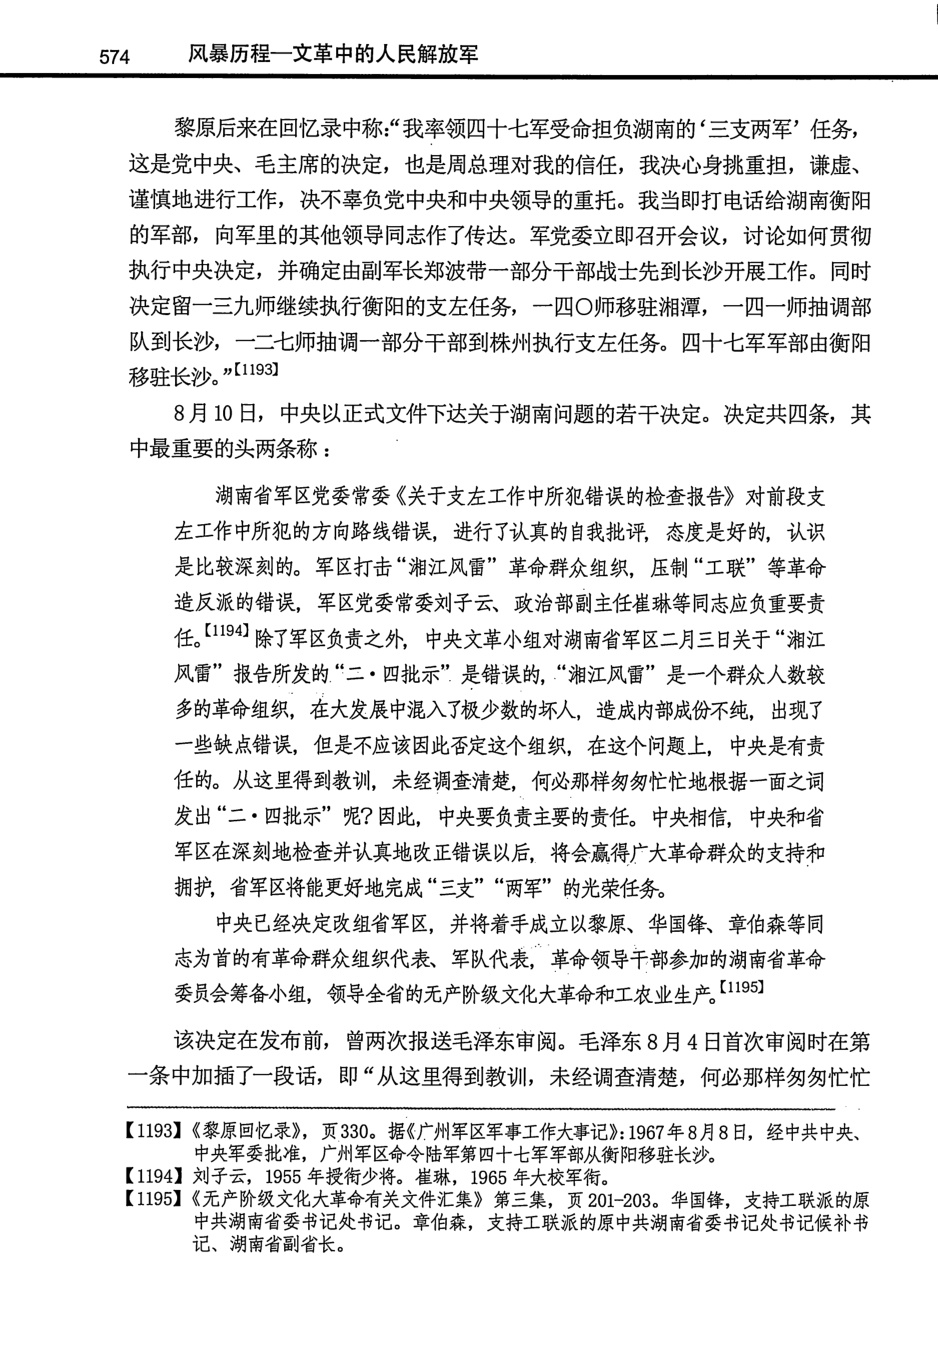 574 风暴历程—文革中的人民解放军
黎原后来在回忆录中称:“我率领四十七军受命担负湖南的‘三支两军’任务，
这是党中央、毛主席的决定，也是周总理对我的信任，我决心身挑重担，谦虚、
谨慎地进行工作，决不辜负党中央和中央领导的重托。我当即打电话给湖南衡阳
的军部，向军里的其他领导同志作了传达。军党委立即召开会议，讨论如何贯彻
执行中央决定，并确定由副军长郑波带一部分干部战士先到长沙开展工作。同时
决定留一三九师继续执行衡阳的支左任务，一四〇师移驻湘潭，一四一师抽调部
队到长沙，一二七师抽调一部分干部到株州执行支左任务。四十七军军部由衡阳
移驻长沙。”【1193】
8月10日，中央以正式文件下达关于湖南问题的若干决定。决定共四条，其
中最重要的头两条称：
湖南省军区党委常委《关于支左工作中所犯错误的检查报告》对前段支
左工作中所犯的方向路线错误，进行了认真的自我批评，态度是好的，认识
是比较深刻的。军区打击“湘江风雷”革命群众组织，压制“工联”等革命
造反派的错误，军区党委常委刘子云、政治部副主任崔琳等同志应负重要责
任。【1194】除了军区负责之外，中央文革小组对湖南省军区二月三日关于“湘江
风雷”报告所发的“二·四批示”是错误的，“湘江风雷”是一个群众人数较
多的革命组织，在大发展中混入了极少数的坏人，造成内部成份不纯，出现了
一些缺点错误，但是不应该因此否定这个组织，在这个问题上，中央是有责
任的。从这里得到教训，未经调查清楚，何必那样匆匆忙忙地根据一面之词
发出“二·四批示”呢？因此，中央要负责主要的责任。中央相信，中央和省
军区在深刻地检查并认真地改正错误以后，将会赢得广大革命群众的支持和
拥护，省军区将能更好地完成“三支”“两军”的光荣任务。
中央已经决定改组省军区，并将着手成立以黎原、华国锋、章伯森等同
志为首的有革命群众组织代表、军队代表，革命领导干部参加的湖南省革命
委员会筹备小组，领导全省的无产阶级文化大革命和工农业生产。【1195】
该决定在发布前，曾两次报送毛泽东审阅。毛泽东8月4日首次审阅时在第
一条中加插了一段话，即“从这里得到教训，未经调查清楚，何必那样匆匆忙忙
【1193】《黎原回忆录》，页330。据《广州军区军事工作大事记》：1967年8月8日，经中共中央、
中央军委批准，广州军区命令陆军第四十七军军部从衡阳移驻长沙。
【1194】刘子云，1955年授衔少将。崔琳，1965年大校军衔。
【1195】《无产阶级文化大革命有关文件汇集》第三集，页201-203。华国锋，支持工联派的原
中共湖南省委书记处书记。章伯森，支持工联派的原中共湖南省委书记处书记候补书
记、湖南省副省长。